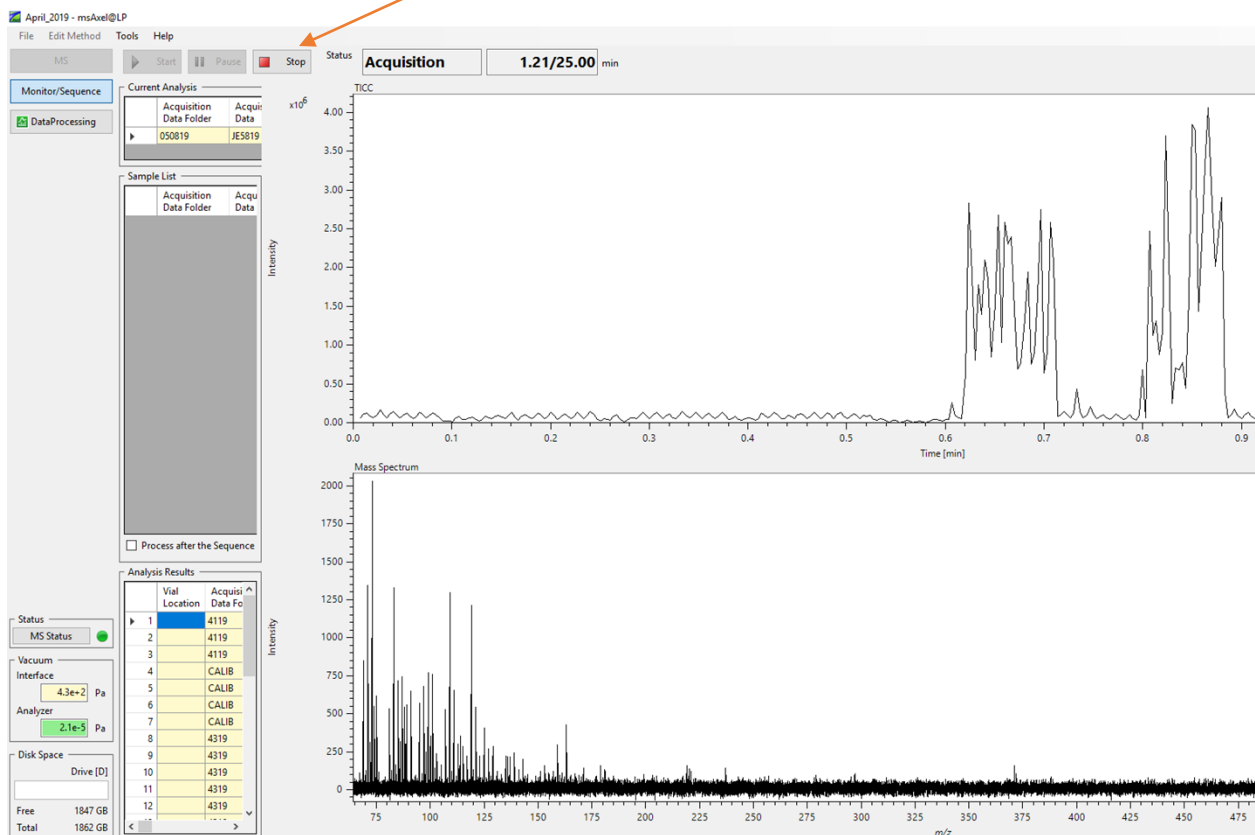 April_2019 - msAxel@LP
File Edit Method Tools Help
MS
Start Pause Stop
Status Acquisition 1.21/25.00 min
Monitor/Sequence
DataProcessing
Current Analysis
Acquisition Data Folder Acquis Data
050819 JE5819
Sample List
Acquisition Data Folder Acqu Data
Process after the Sequence
Analysis Results
Vial Location Acquisi Data Fo
1 4119
2 4119
3 4119
4 CALIB
5 CALIB
6 CALIB
7 CALIB
8 4319
9 4319
10 4319
11 4319
12 4319
Status
MS Status
Vacuum
Interface
4.3e+2 Pa
Analyzer
2.1e-5 Pa
Disk Space
Drive [D]
Free 1847 GB
Total 1862 GB
TICC
x10^6
4.00
3.50
3.00
2.50
2.00
1.50
1.00
0.50
0.00
Intensity
0.0 0.1 0.2 0.3 0.4 0.5 0.6 0.7 0.8 0.9
Time [min]
Mass Spectrum
2000
1750
1500
1250
1000
750
500
250
0
Intensity
75 100 125 150 175 200 225 250 275 300 325 350 375 400 425 450 475
m/z